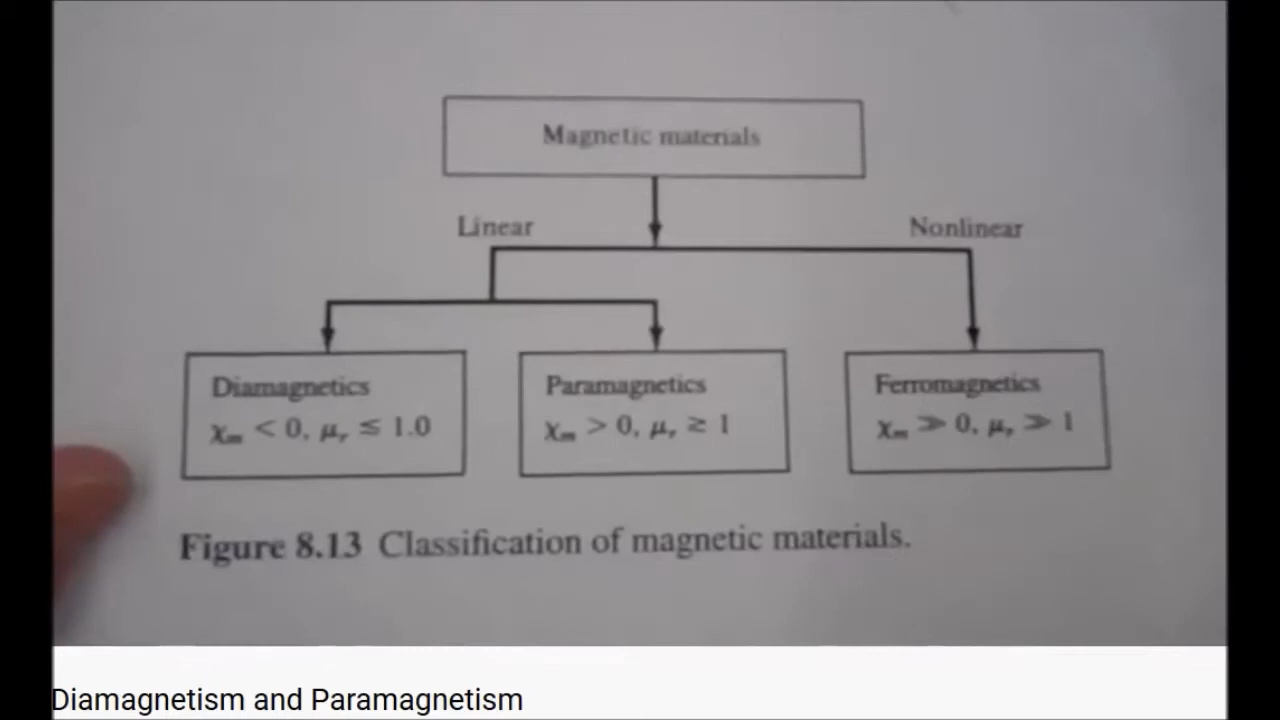 Magnetic materials
Linear
Nonlinear
Diamagnetics
χm < 0, μr ≤ 1.0
Paramagnetics
χm > 0, μr ≥ 1
Ferromagnetics
χm ≫ 0, μr ≫ 1
Figure 8.13 Classification of magnetic materials.
Diamagnetism and Paramagnetism